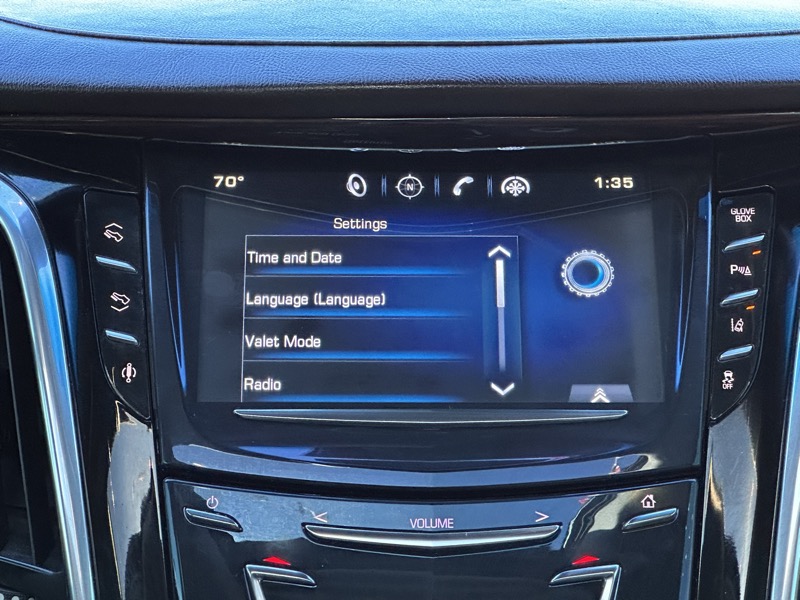 70°
N
1:35
Settings
Time and Date
Language (Language)
Valet Mode
Radio
GLOVE
BOX
P
OFF
VOLUME